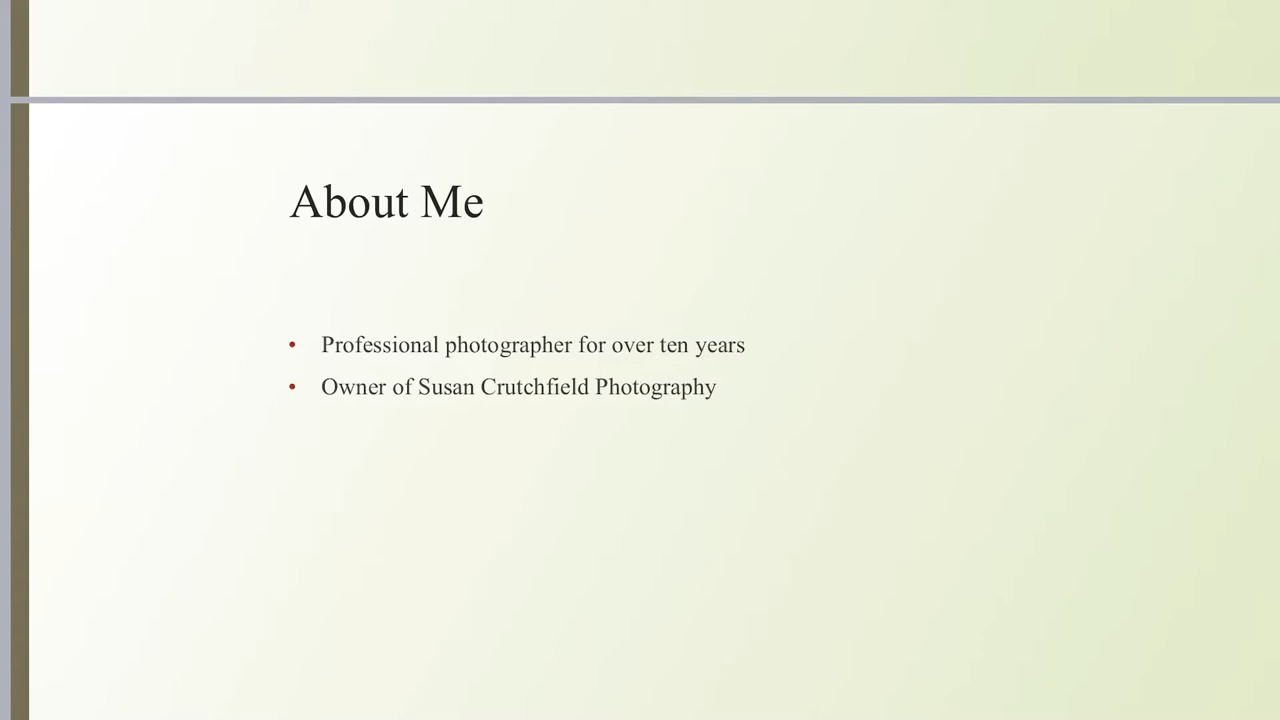 About Me
• Professional photographer for over ten years
• Owner of Susan Crutchfield Photography